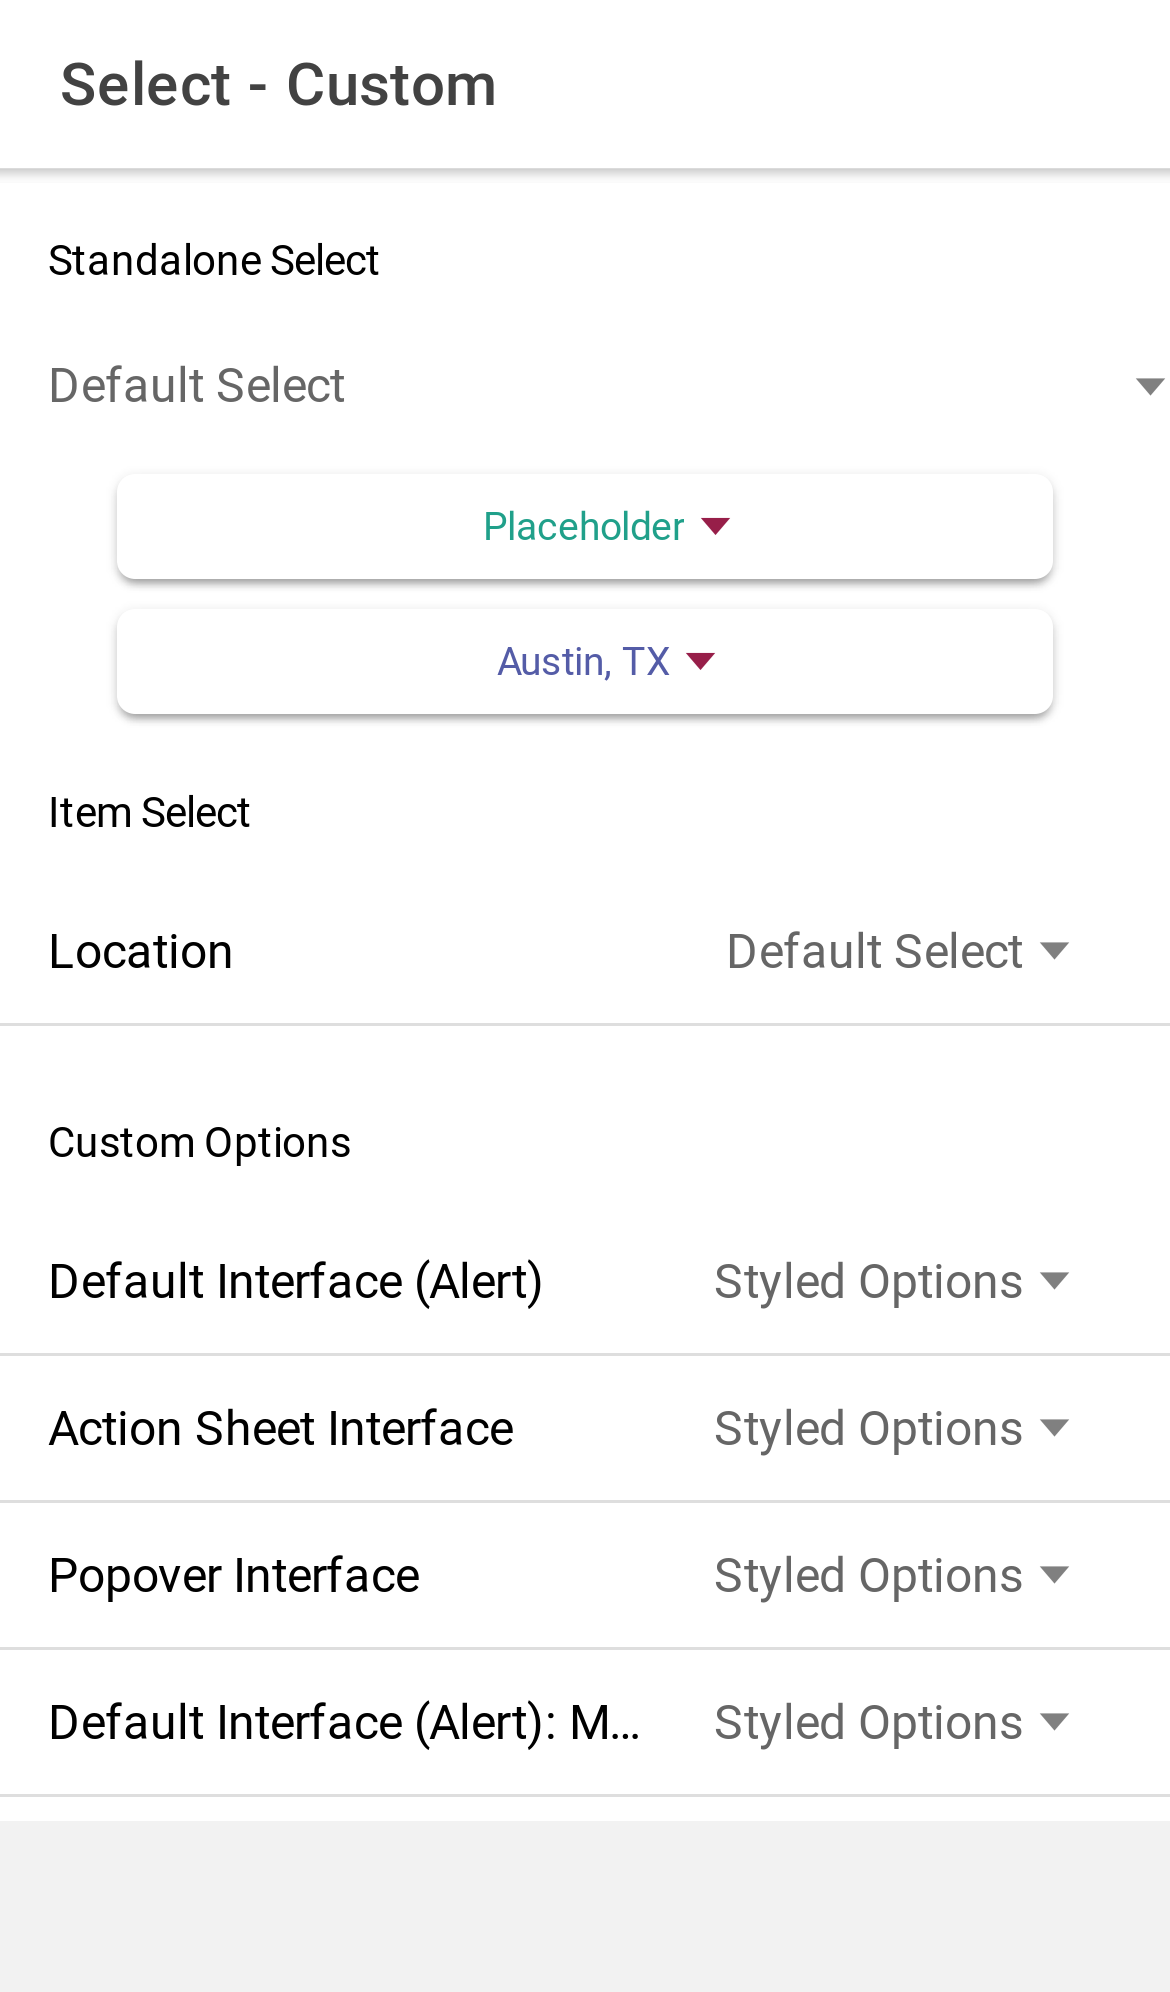 Select - Custom
Standalone Select
Default Select
Placeholder
Austin, TX
Item Select
Location Default Select
Custom Options
Default Interface (Alert) Styled Options
Action Sheet Interface Styled Options
Popover Interface Styled Options
Default Interface (Alert): M... Styled Options